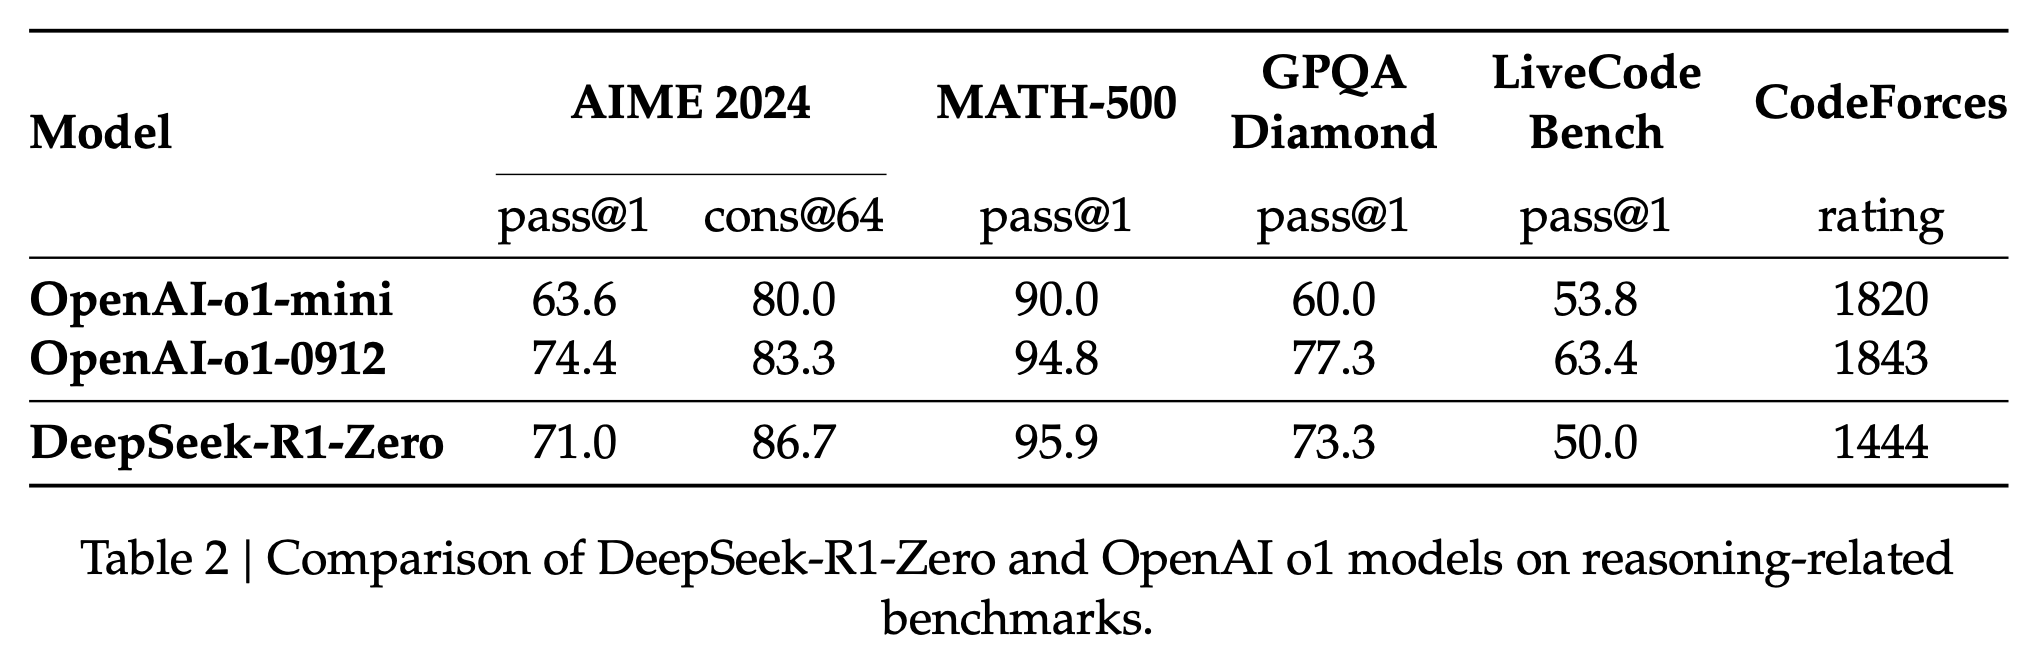 Model AIME 2024 MATH-500 GPQA Diamond LiveCode Bench CodeForces
pass@1 cons@64 pass@1 pass@1 pass@1 rating
OpenAI-o1-mini 63.6 80.0 90.0 60.0 53.8 1820
OpenAI-o1-0912 74.4 83.3 94.8 77.3 63.4 1843
DeepSeek-R1-Zero 71.0 86.7 95.9 73.3 50.0 1444
Table 2 | Comparison of DeepSeek-R1-Zero and OpenAI o1 models on reasoning-related
benchmarks.